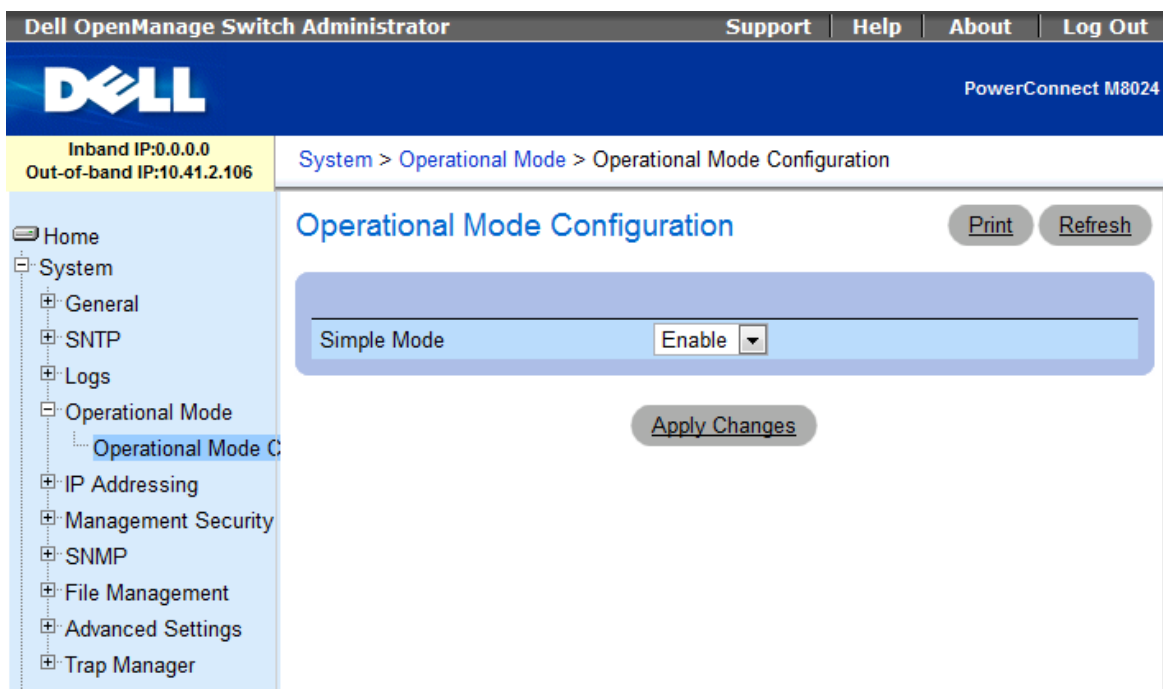 Dell OpenManage Switch Administrator
Support
Help
About
Log Out
DELL
PowerConnect M8024
Inband IP:0.0.0.0
Out-of-band IP:10.41.2.106
System > Operational Mode > Operational Mode Configuration
Home
System
General
SNTP
Logs
Operational Mode
Operational Mode C
IP Addressing
Management Security
SNMP
File Management
Advanced Settings
Trap Manager
Operational Mode Configuration
Print
Refresh
Simple Mode
Enable
Apply Changes